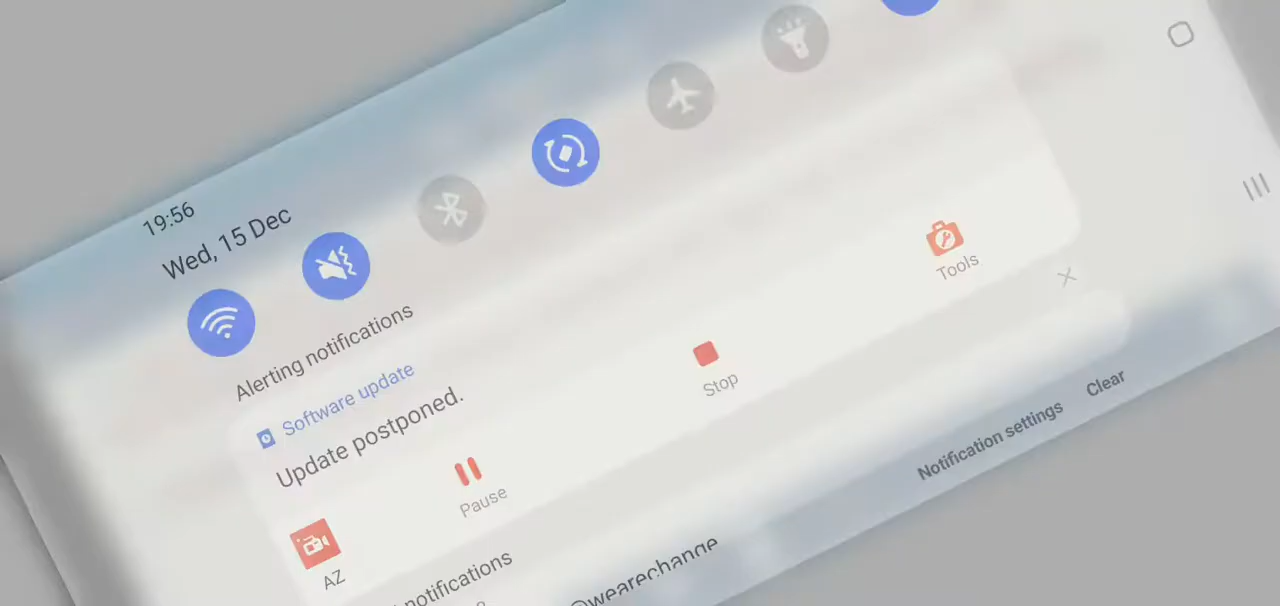 19:56
Wed, 15 Dec
Alerting notifications
Software update
Update postponed.
AZ
Pause
Stop
Tools
notifications
@wearechange
Notification settings
Clear